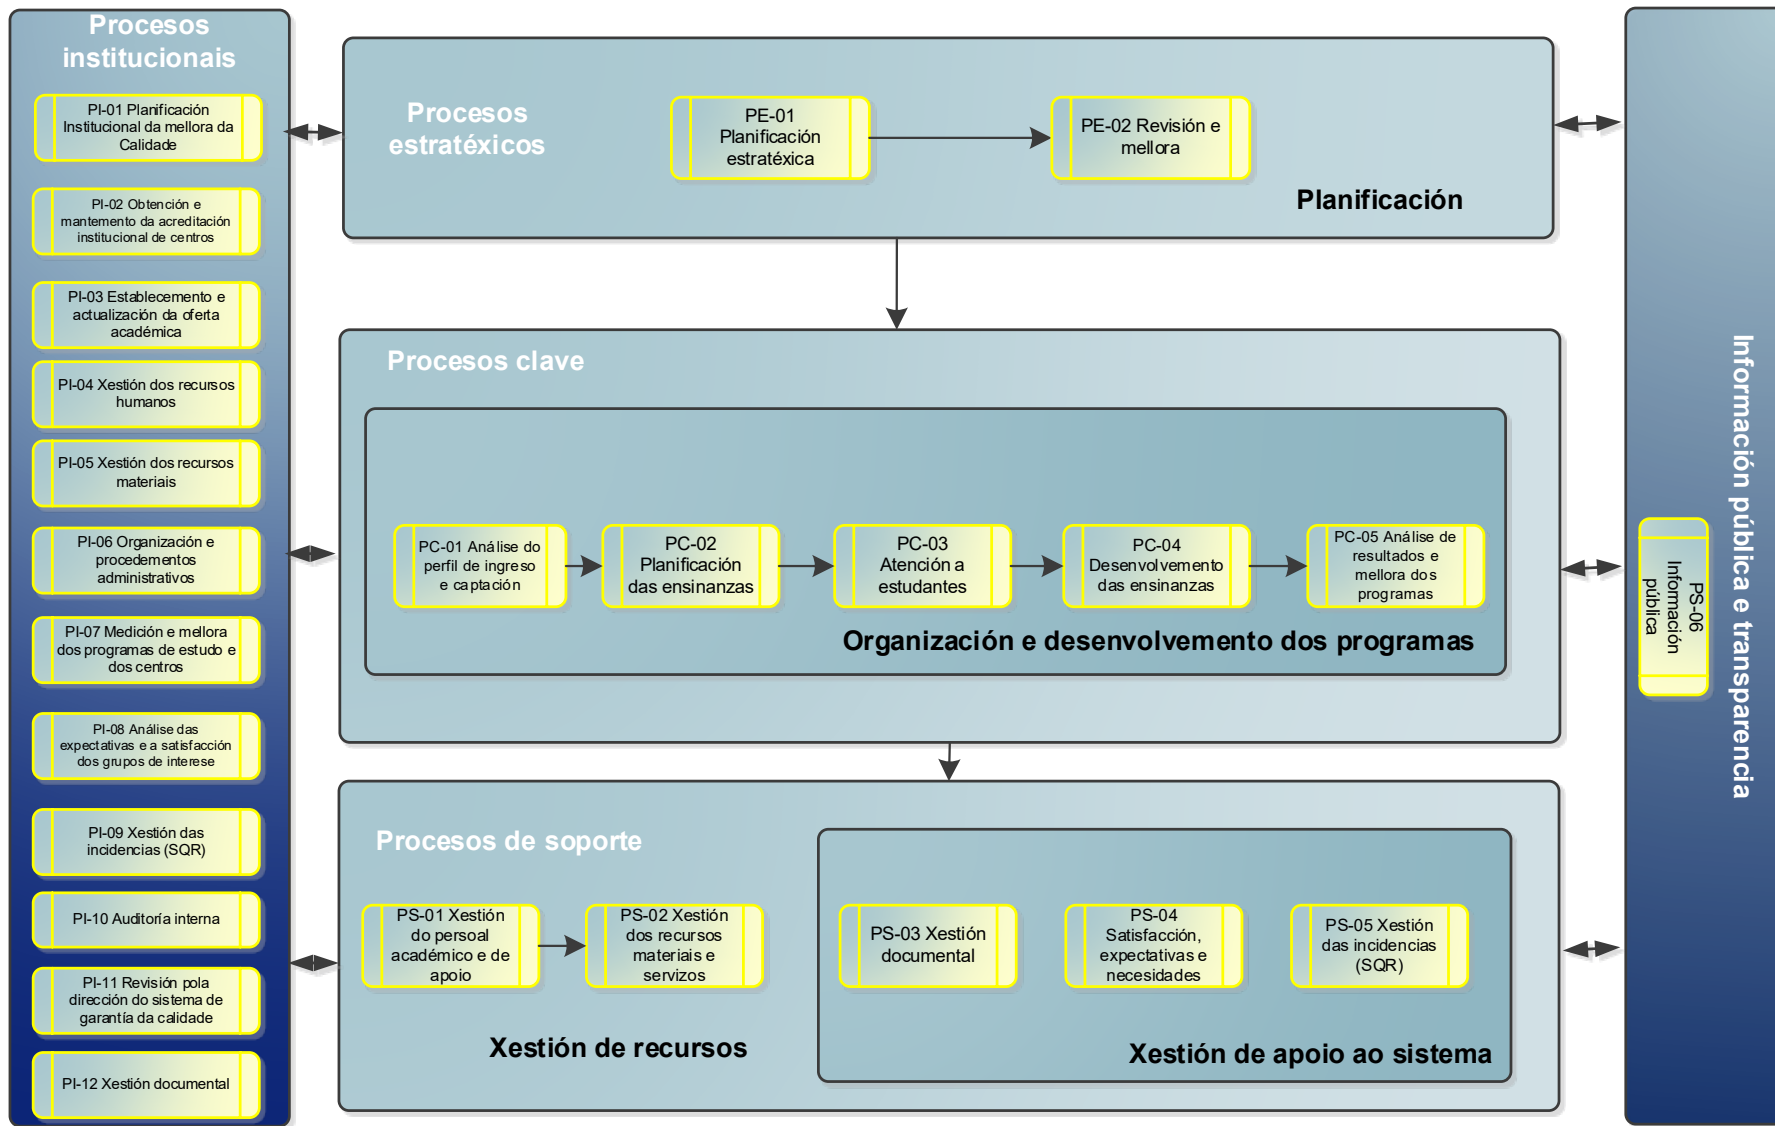 Procesos
institucionais
PI-01 Planificación
Institucional da mellora da
Calidade
PI-02 Obtención e
mantemento da acreditación
institucional de centros
PI-03 Establecemento e
actualización da oferta
académica
PI-04 Xestión dos recursos
humanos
PI-05 Xestión dos recursos
materiais
PI-06 Organización e
procedementos
administrativos
PI-07 Medición e mellora
dos programas de estudo e
dos centros
PI-08 Análise das
expectativas e a satisfacción
dos grupos de interese
PI-09 Xestión das
incidencias (SQR)
PI-10 Auditoría interna
PI-11 Revisión pola
dirección do sistema de
garantía da calidade
PI-12 Xestión documental
Procesos
estratéxicos
PE-01
Planificación
estratéxica
PE-02 Revisión e
mellora
Planificación
Procesos clave
PC-01 Análise do
perfil de ingreso
e captación
PC-02
Planificación
das ensinanzas
PC-03
Atención a
estudantes
PC-04
Desenvolvemento
das ensinanzas
PC-05 Análise de
resultados e
mellora dos
programas
Organización e desenvolvemento dos programas
Procesos de soporte
PS-01 Xestión
do persoal
académico e de
apoio
PS-02 Xestión
dos recursos
materiais e
servizos
Xestión de recursos
PS-03 Xestión
documental
PS-04
Satisfacción,
expectativas e
necesidades
PS-05 Xestión
das incidencias
(SQR)
Xestión de apoio ao sistema
Información pública e transparencia
PS-06
Información
pública